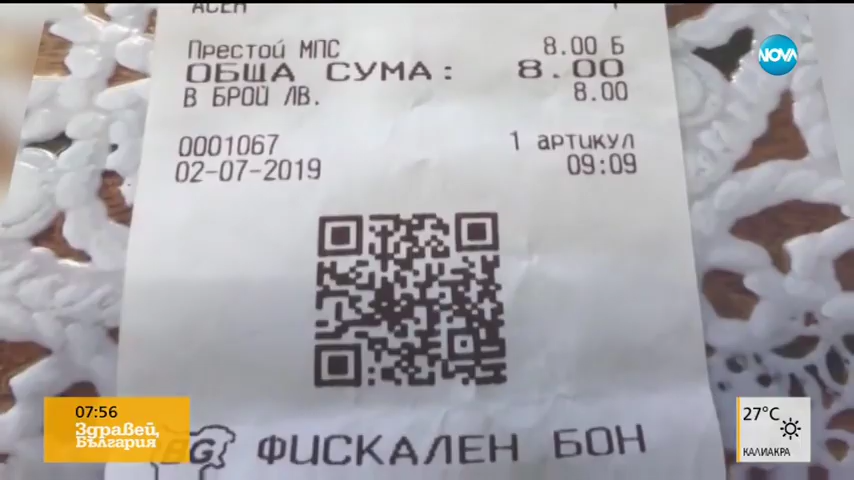 АСЕН 1
Престой МПС 8.00 Б
ОБЩА СУМА: 8.00
В БРОЙ ЛВ. 8.00
0001067 1 артикул
02-07-2019 09:09
BG ФИСКАЛЕН БОН
NOVA
07:56
Здравей,
България
27°C
КАЛИАКРА